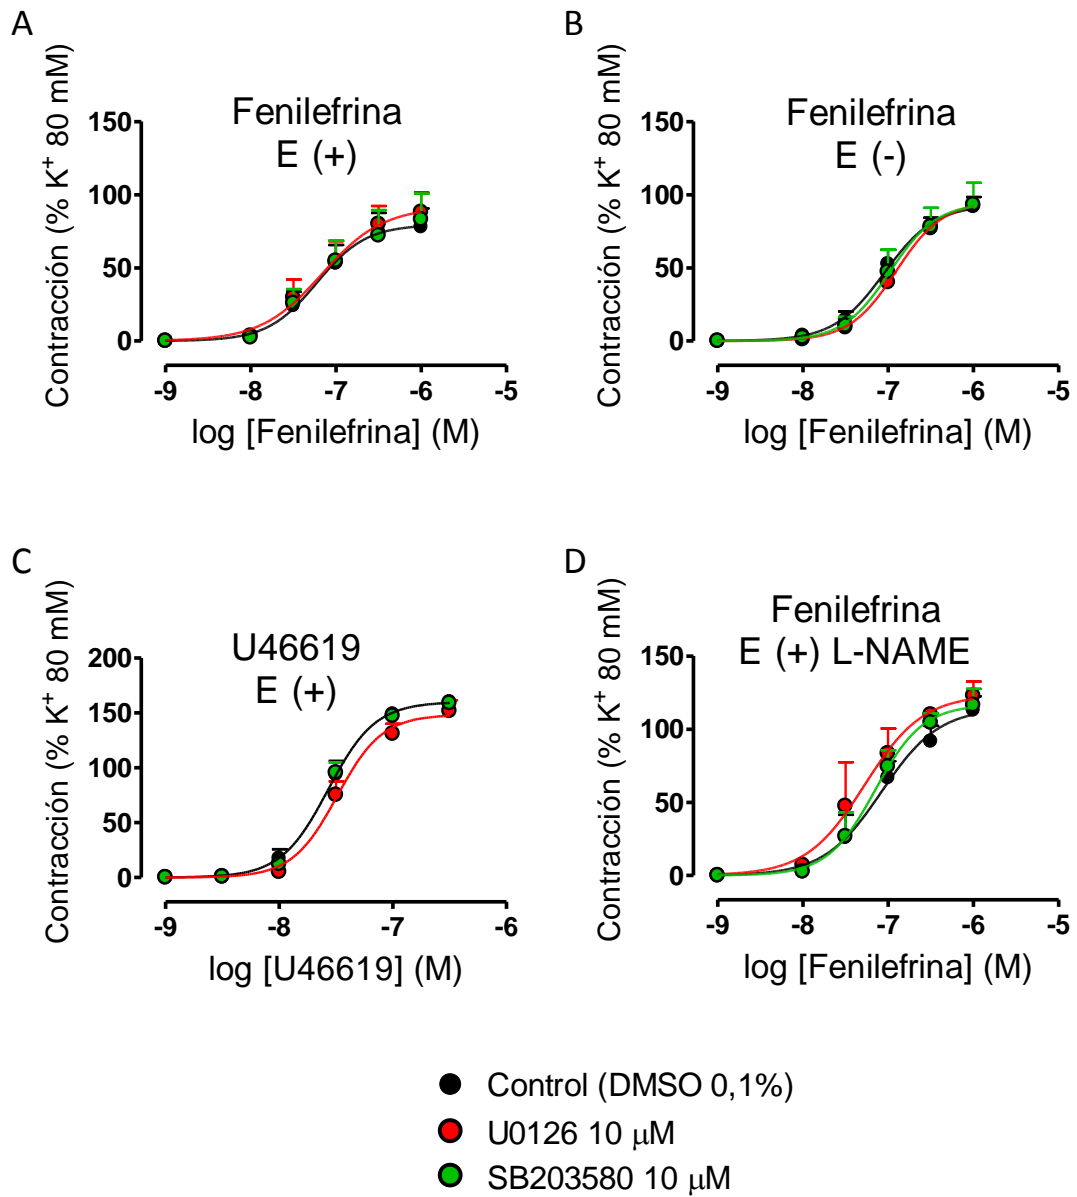 A
Contracción (% K⁺ 80 mM)
Fenilefrina
E (+)
150
100
50
0
-9 -8 -7 -6 -5
log [Fenilefrina] (M)
B
Contracción (% K⁺ 80 mM)
Fenilefrina
E (-)
150
100
50
0
-9 -8 -7 -6 -5
log [Fenilefrina] (M)
C
Contracción (% K⁺ 80 mM)
U46619
E (+)
200
150
100
50
0
-9 -8 -7 -6
log [U46619] (M)
D
Contracción (% K⁺ 80 mM)
Fenilefrina
E (+) L-NAME
150
100
50
0
-9 -8 -7 -6 -5
log [Fenilefrina] (M)
Control (DMSO 0,1%)
U0126 10 μM
SB203580 10 μM